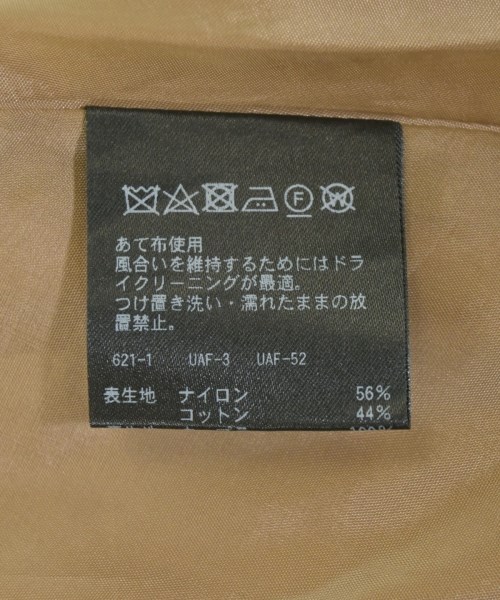 F W
あて布使用
風合いを維持するためにはドラ
イクリーニングが最適。
つけ置き洗い・濡れたままの放
置禁止。
621-1 UAF-3 UAF-52
表生地 ナイロン 56%
コットン 44%